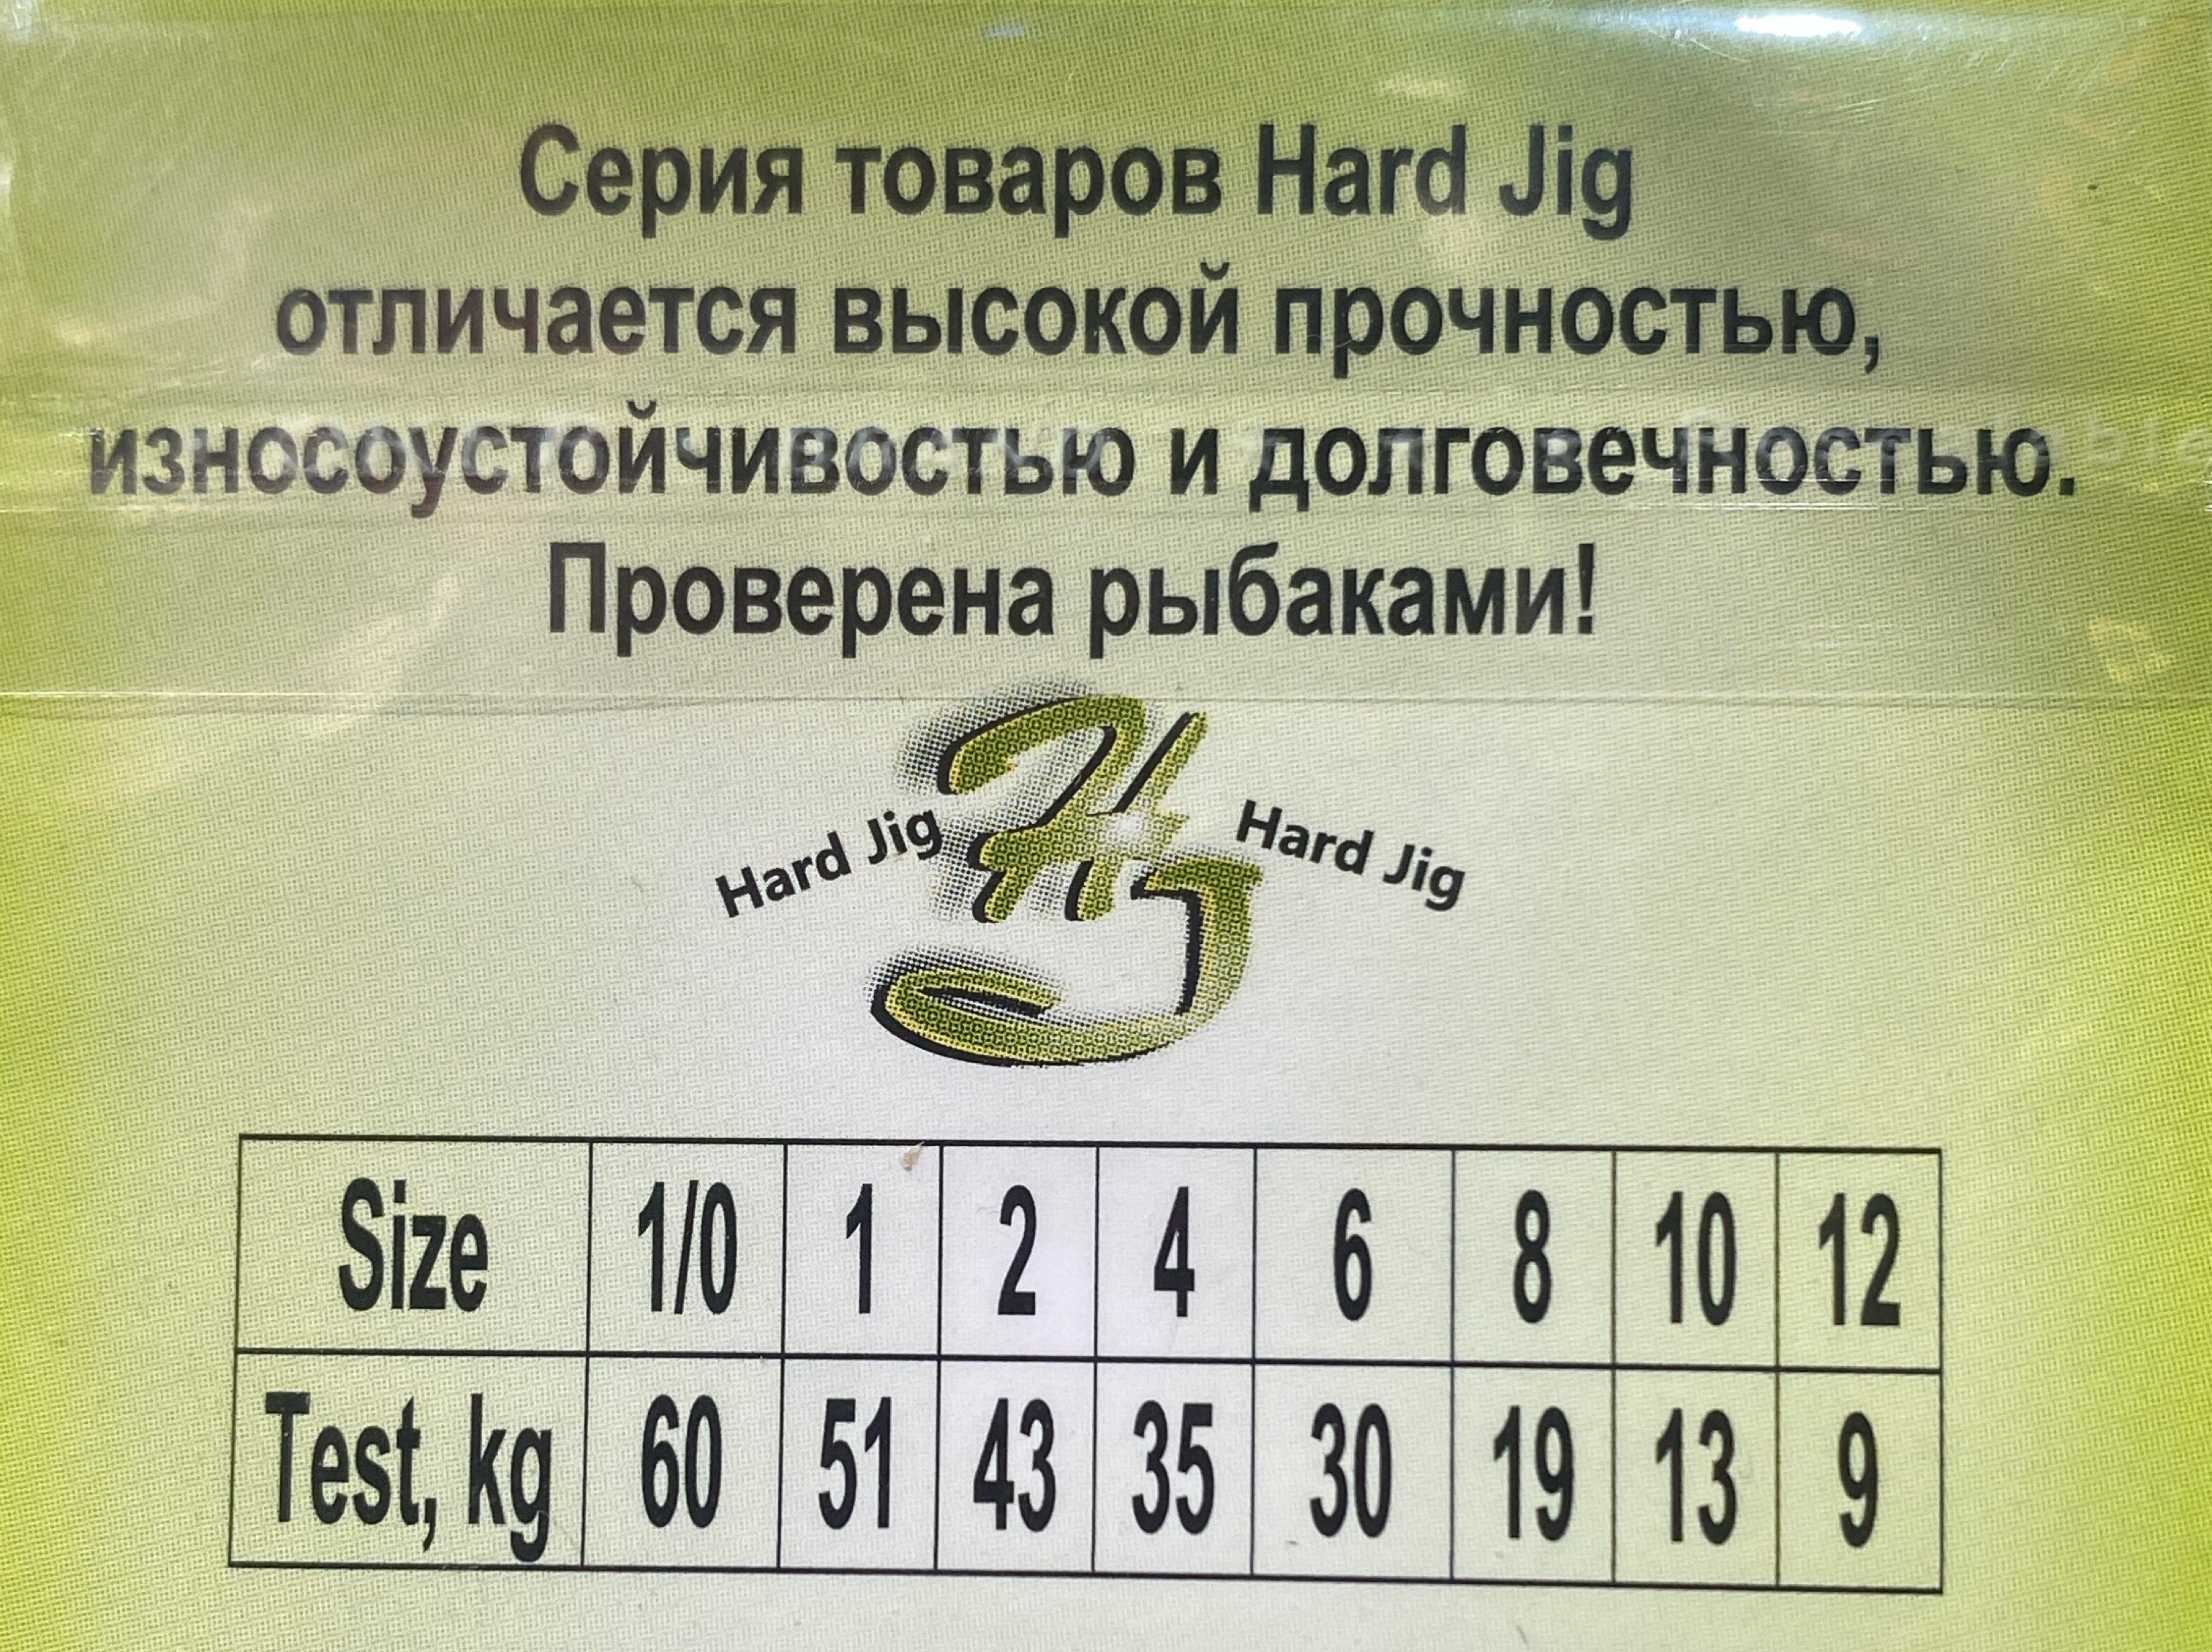 Серия товаров Hard Jig
отличается высокой прочностью,
износоустойчивостью и долговечностью.
Проверена рыбаками!
Hard Jig HJ Hard Jig
Size 1/0 1 2 4 6 8 10 12
Test, kg 60 51 43 35 30 19 13 9